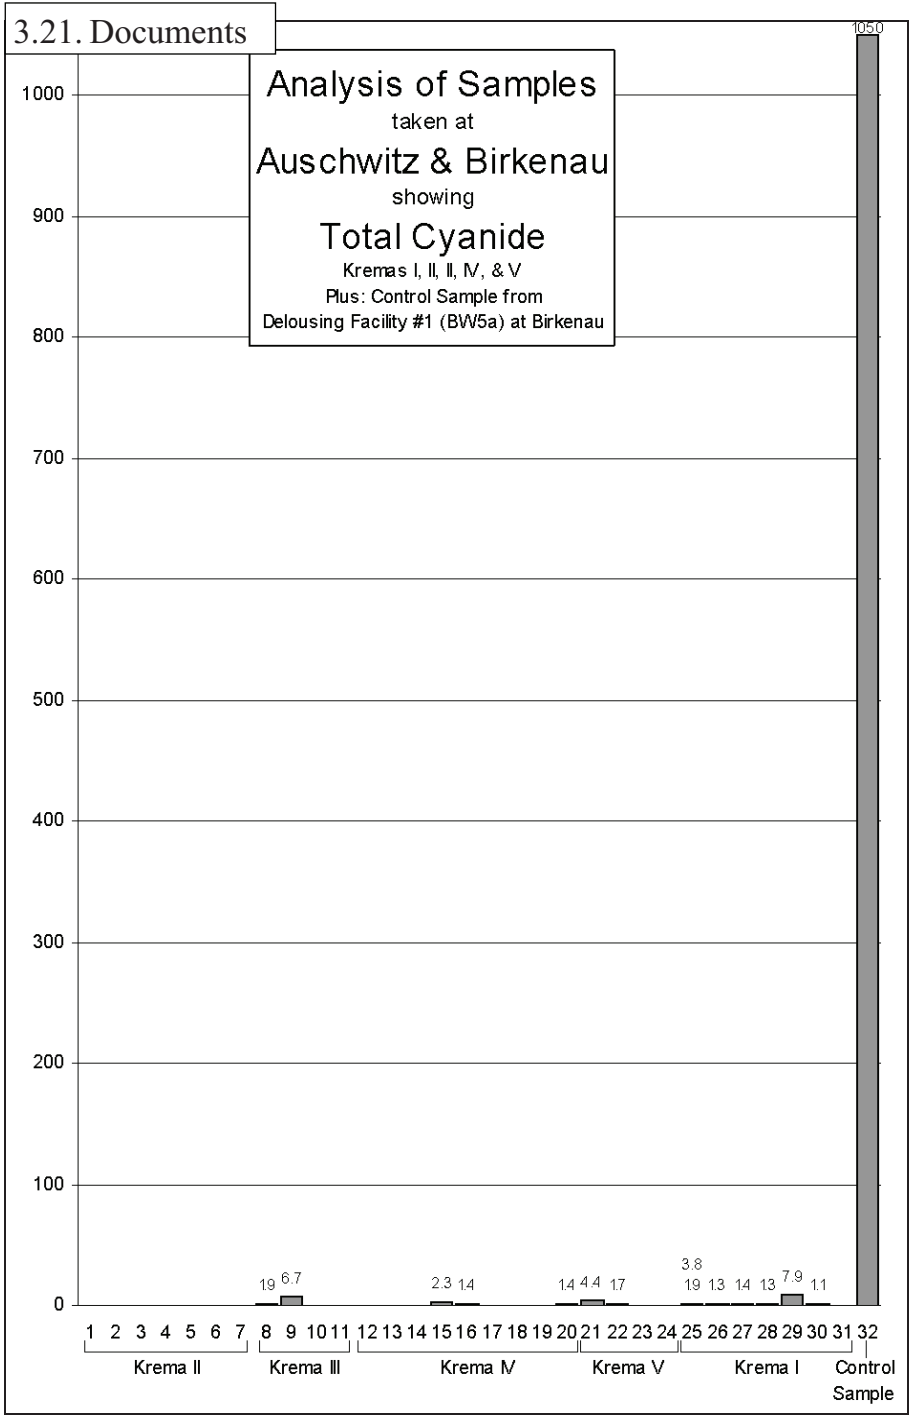 3.21. Documents
1050
Analysis of Samples
taken at
Auschwitz & Birkenau
showing
Total Cyanide
Kremas I, II, II, IV, & V
Plus: Control Sample from
Delousing Facility #1 (BW5a) at Birkenau
1000
900
800
700
600
500
400
300
200
100
0
3.8
1.9 6.7 2.3 1.4 1.4 4.4 1.7 1.9 1.3 1.4 1.3 7.9 1.1
1 2 3 4 5 6 7 8 9 10 11 12 13 14 15 16 17 18 19 20 21 22 23 24 25 26 27 28 29 30 31 32
Krema II Krema III Krema IV Krema V Krema I Control
Sample